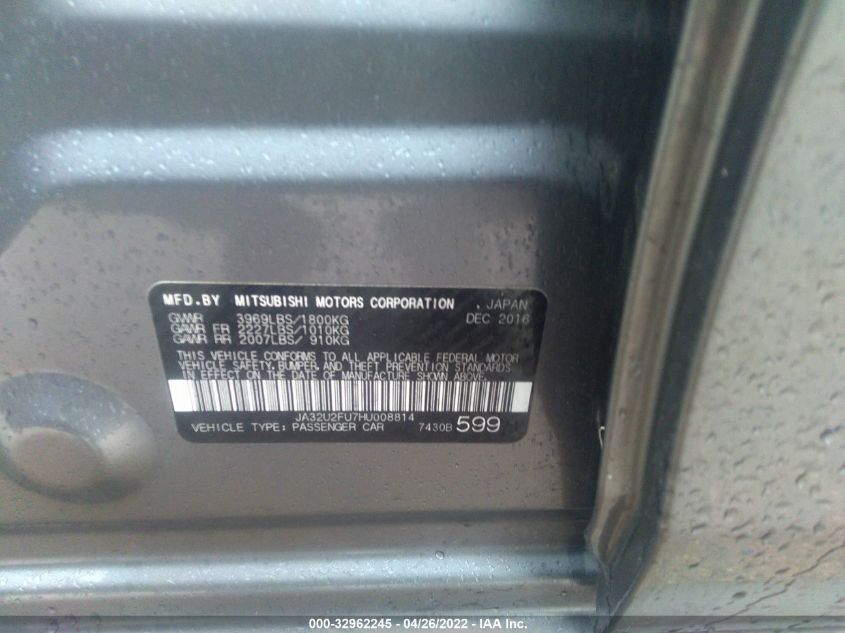 MFD.BY MITSUBISHI MOTORS CORPORATION , JAPAN
GVWR 3969LBS/1800KG DEC 2016
GAWR FR 2227LBS/1010KG
GAWR RR 2007LBS/ 910KG
THIS VEHICLE CONFORMS TO ALL APPLICABLE FEDERAL MOTOR
VEHICLE SAFETY, BUMPER, AND THEFT PREVENTION STANDARDS
IN EFFECT ON THE DATE OF MANUFACTURE SHOWN ABOVE.
JA32U2FU7HU008814
VEHICLE TYPE: PASSENGER CAR 7430B 599
000-32962245 - 04/26/2022 - IAA Inc.